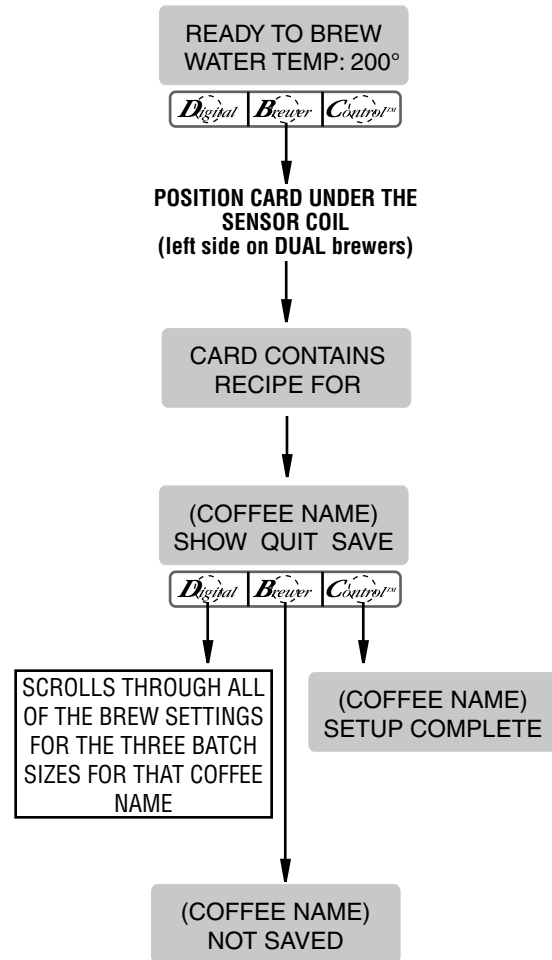 READY TO BREW
WATER TEMP: 200°
Digital Brewer Control™
POSITION CARD UNDER THE
SENSOR COIL
(left side on DUAL brewers)
CARD CONTAINS
RECIPE FOR
(COFFEE NAME)
SHOW QUIT SAVE
Digital Brewer Control™
SCROLLS THROUGH ALL
OF THE BREW SETTINGS
FOR THE THREE BATCH
SIZES FOR THAT COFFEE
NAME
(COFFEE NAME)
SETUP COMPLETE
(COFFEE NAME)
NOT SAVED